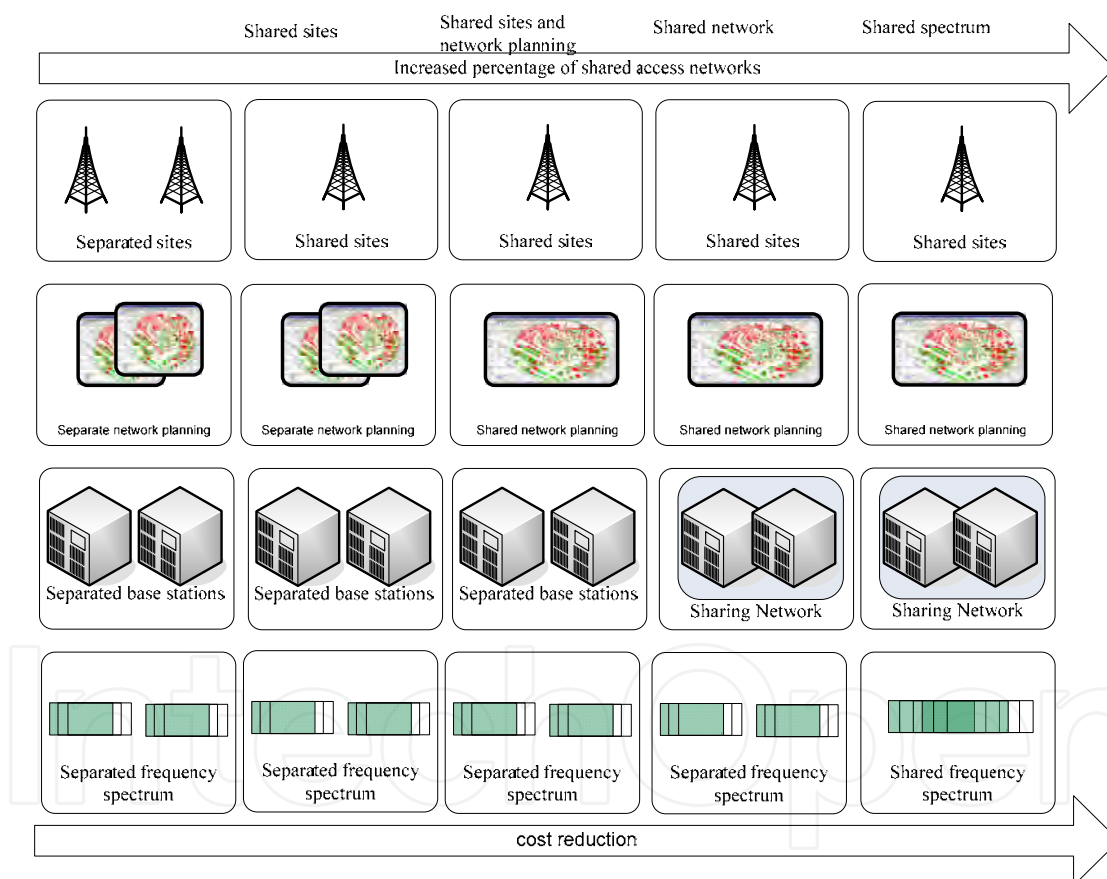 Shared sites
Shared sites and
network planning
Shared network
Shared spectrum
Increased percentage of shared access networks
Separated sites
Shared sites
Shared sites
Shared sites
Shared sites
Separate network planning
Separate network planning
Shared network planning
Shared network planning
Shared network planning
Separated base stations
Separated base stations
Separated base stations
Sharing Network
Sharing Network
Separated frequency
spectrum
Separated frequency
spectrum
Separated frequency
spectrum
Separated frequency
spectrum
Shared frequency
spectrum
IntechOpen
cost reduction